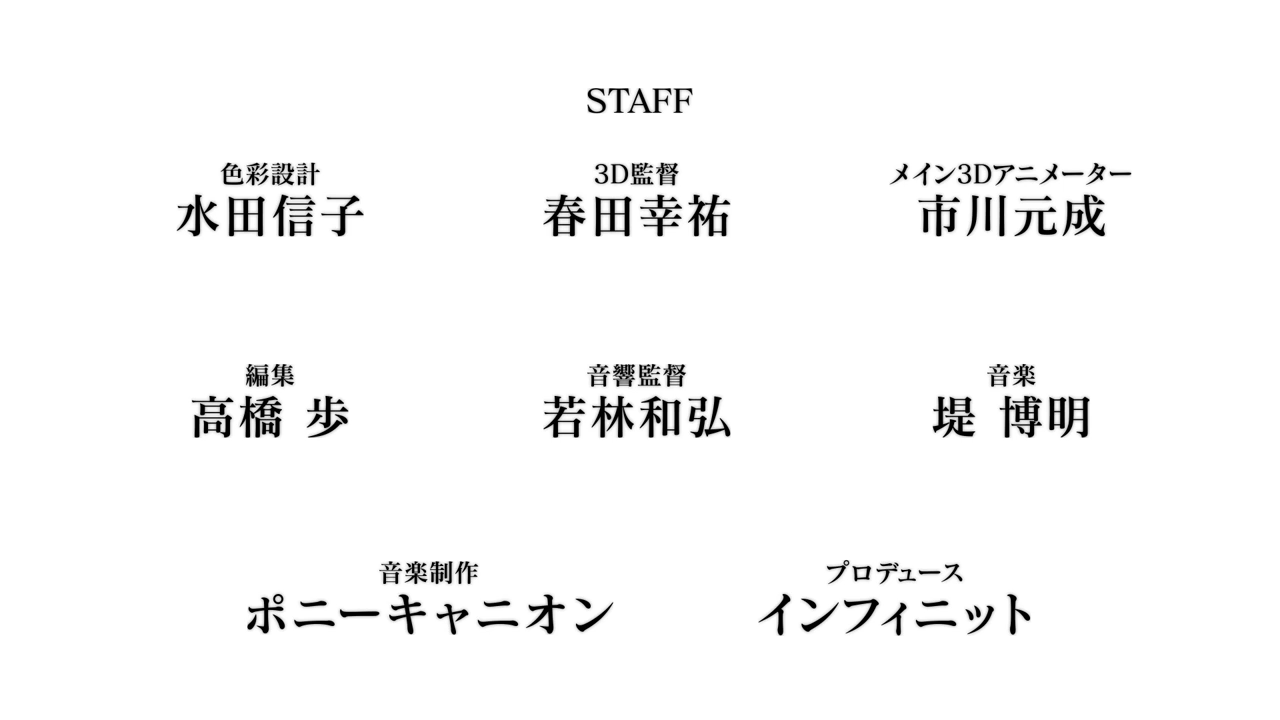 STAFF
色彩設計
水田信子
3D監督
春田幸祐
メイン3Dアニメーター
市川元成
編集
高橋 歩
音響監督
若林和弘
音楽
堤 博明
音楽制作
ポニーキャニオン
プロデュース
インフィニット